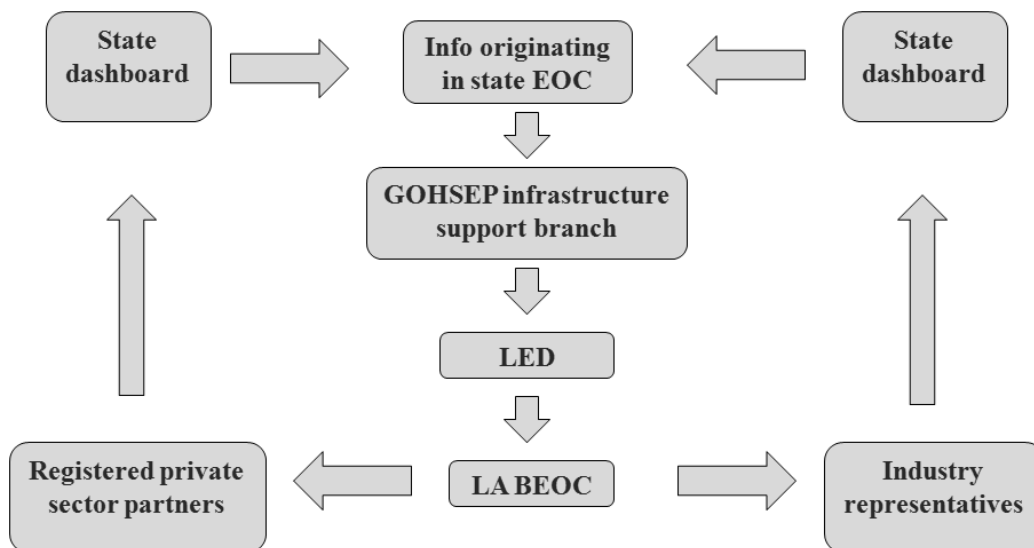 State
dashboard
Info originating
in state EOC
State
dashboard
GOHSEP infrastructure
support branch
LED
Registered private
sector partners
LA BEOC
Industry
representatives